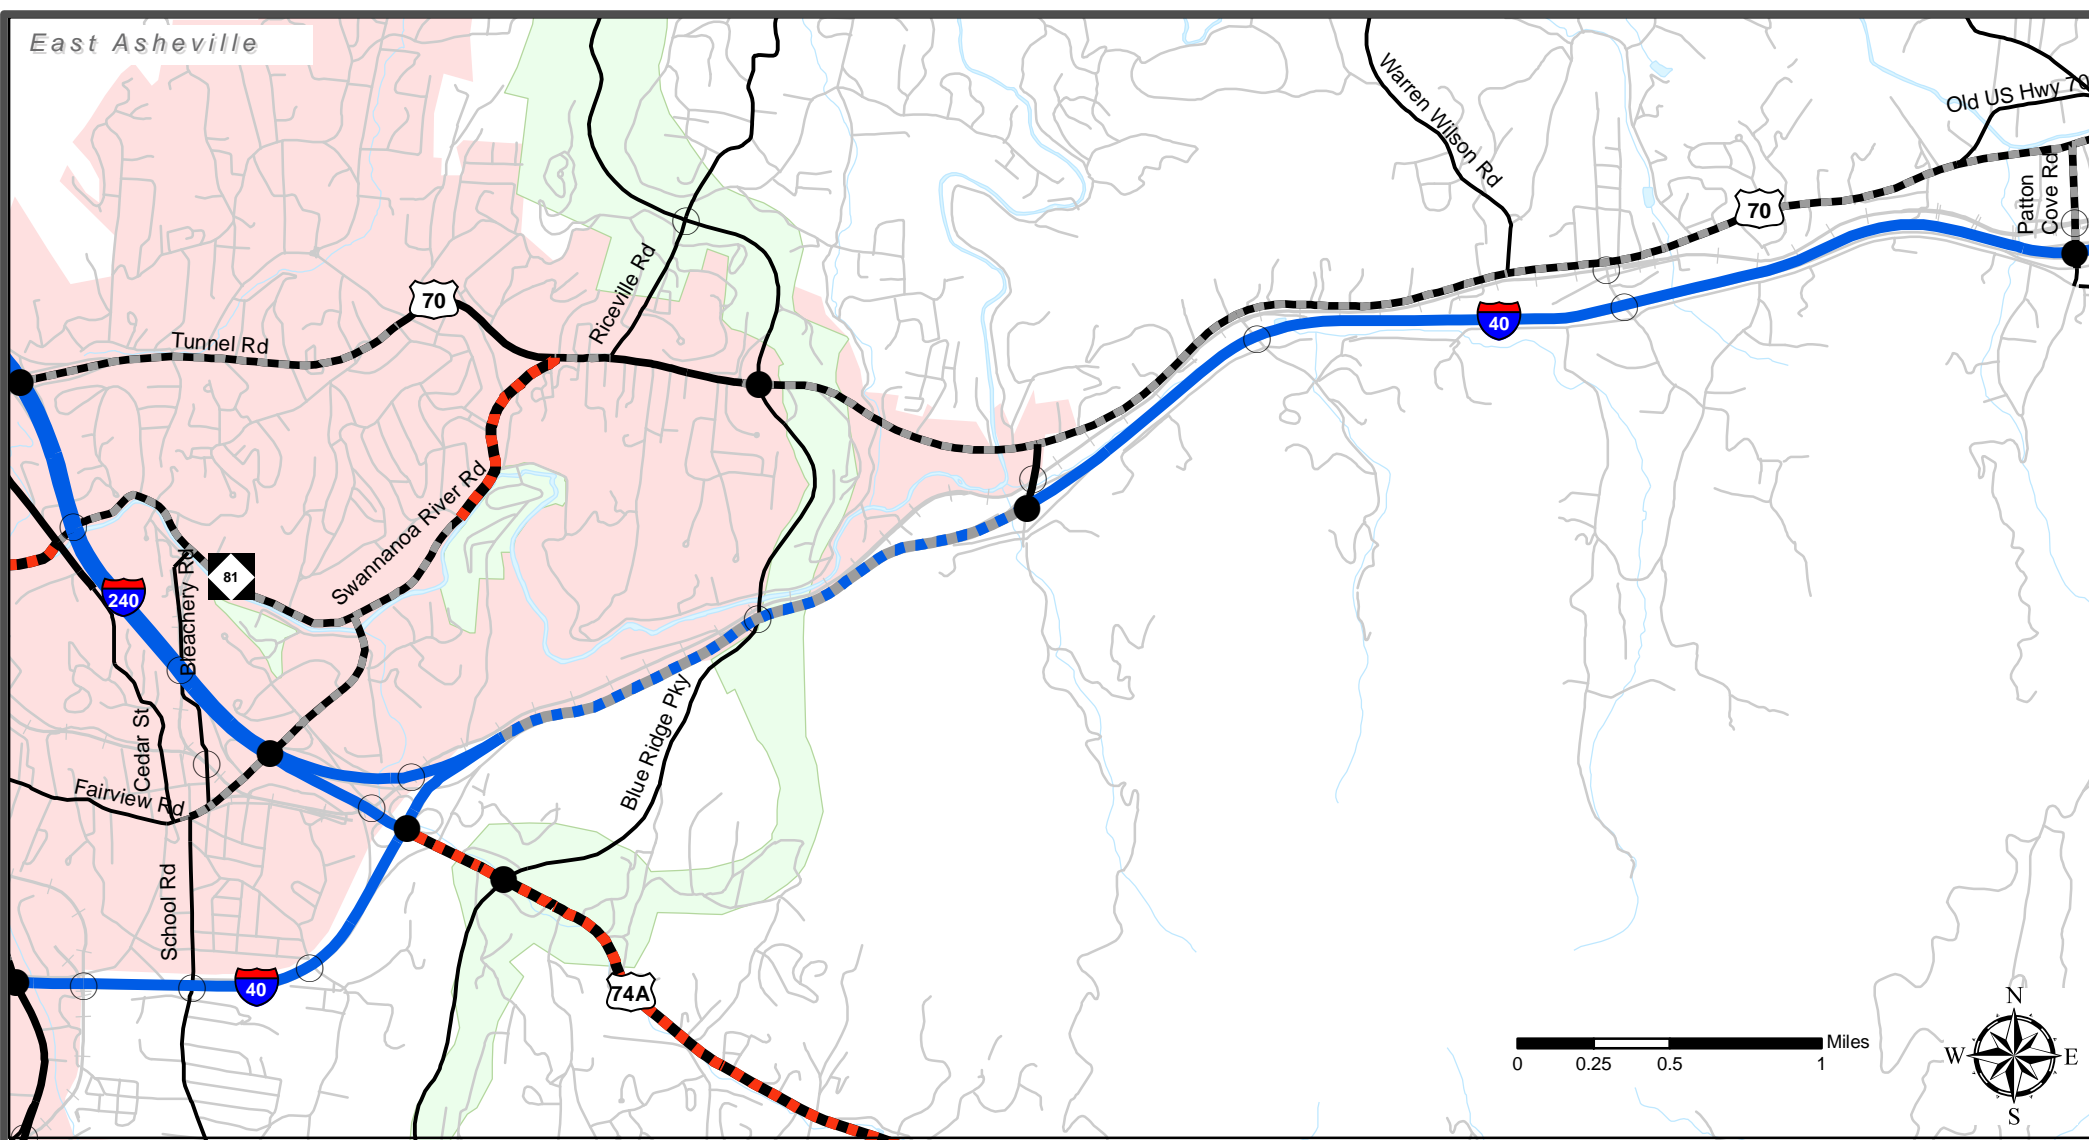 East Asheville
Warren Wilson Rd
Old US Hwy 70
Patton
Cove Rd
70
Riceville Rd
70
Tunnel Rd
40
Swannanoa River Rd
81
Bleachery Rd
240
Blue Ridge Pky
Cedar St
Fairview Rd
School Rd
40
74A
Miles
0 0.25 0.5 1
N
W E
S